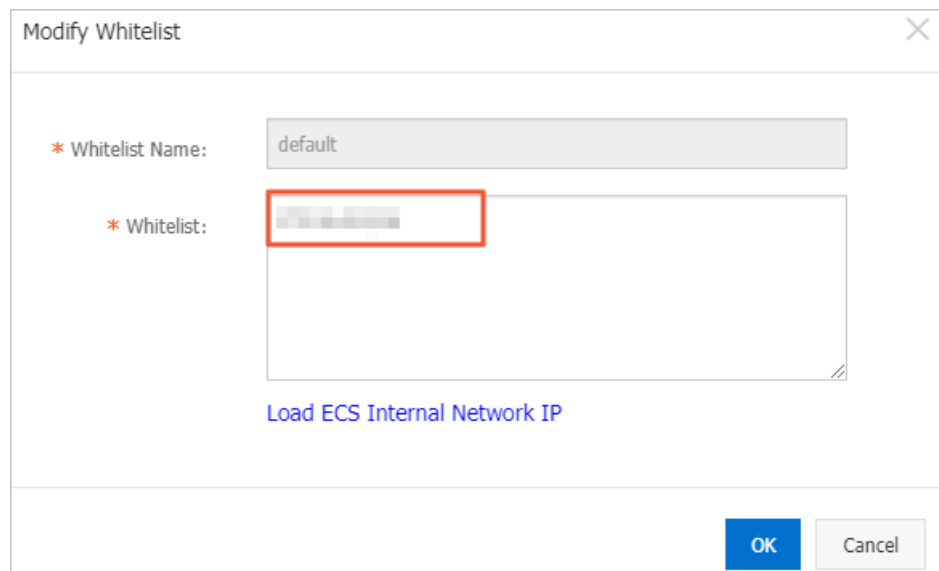 Modify Whitelist
* Whitelist Name:
default
* Whitelist:
Load ECS Internal Network IP
OK
Cancel